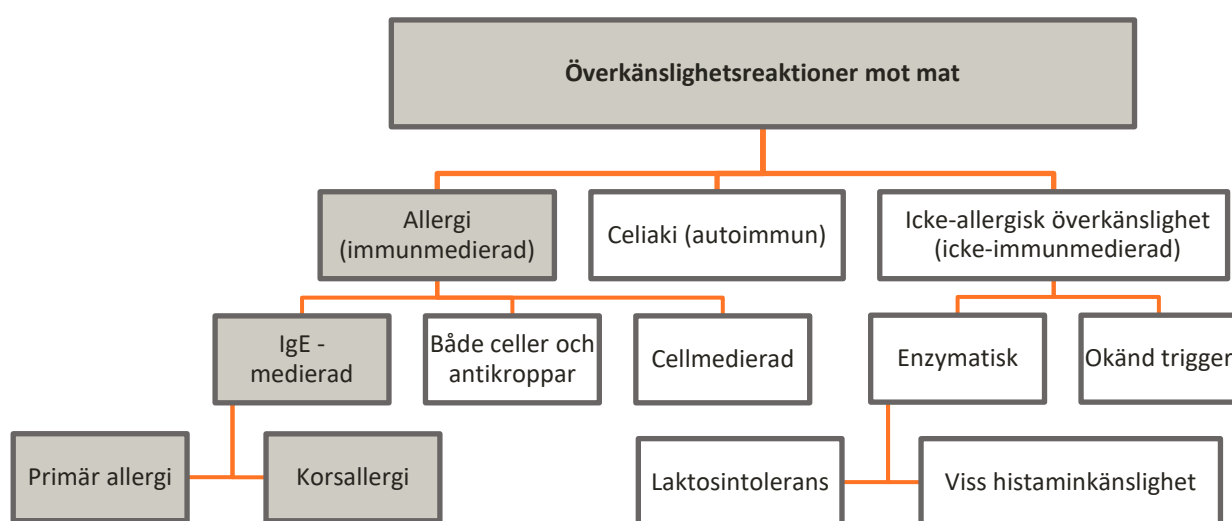 Överkänslighetsreaktioner mot mat
Allergi
(immunmedierad)
Celiaki (autoimmun)
Icke-allergisk överkänslighet
(icke-immunmedierad)
IgE -
medierad
Både celler och
antikroppar
Cellmedierad
Enzymatisk
Okänd trigger
Primär allergi
Korsallergi
Laktosintolerans
Viss histaminkänslighet